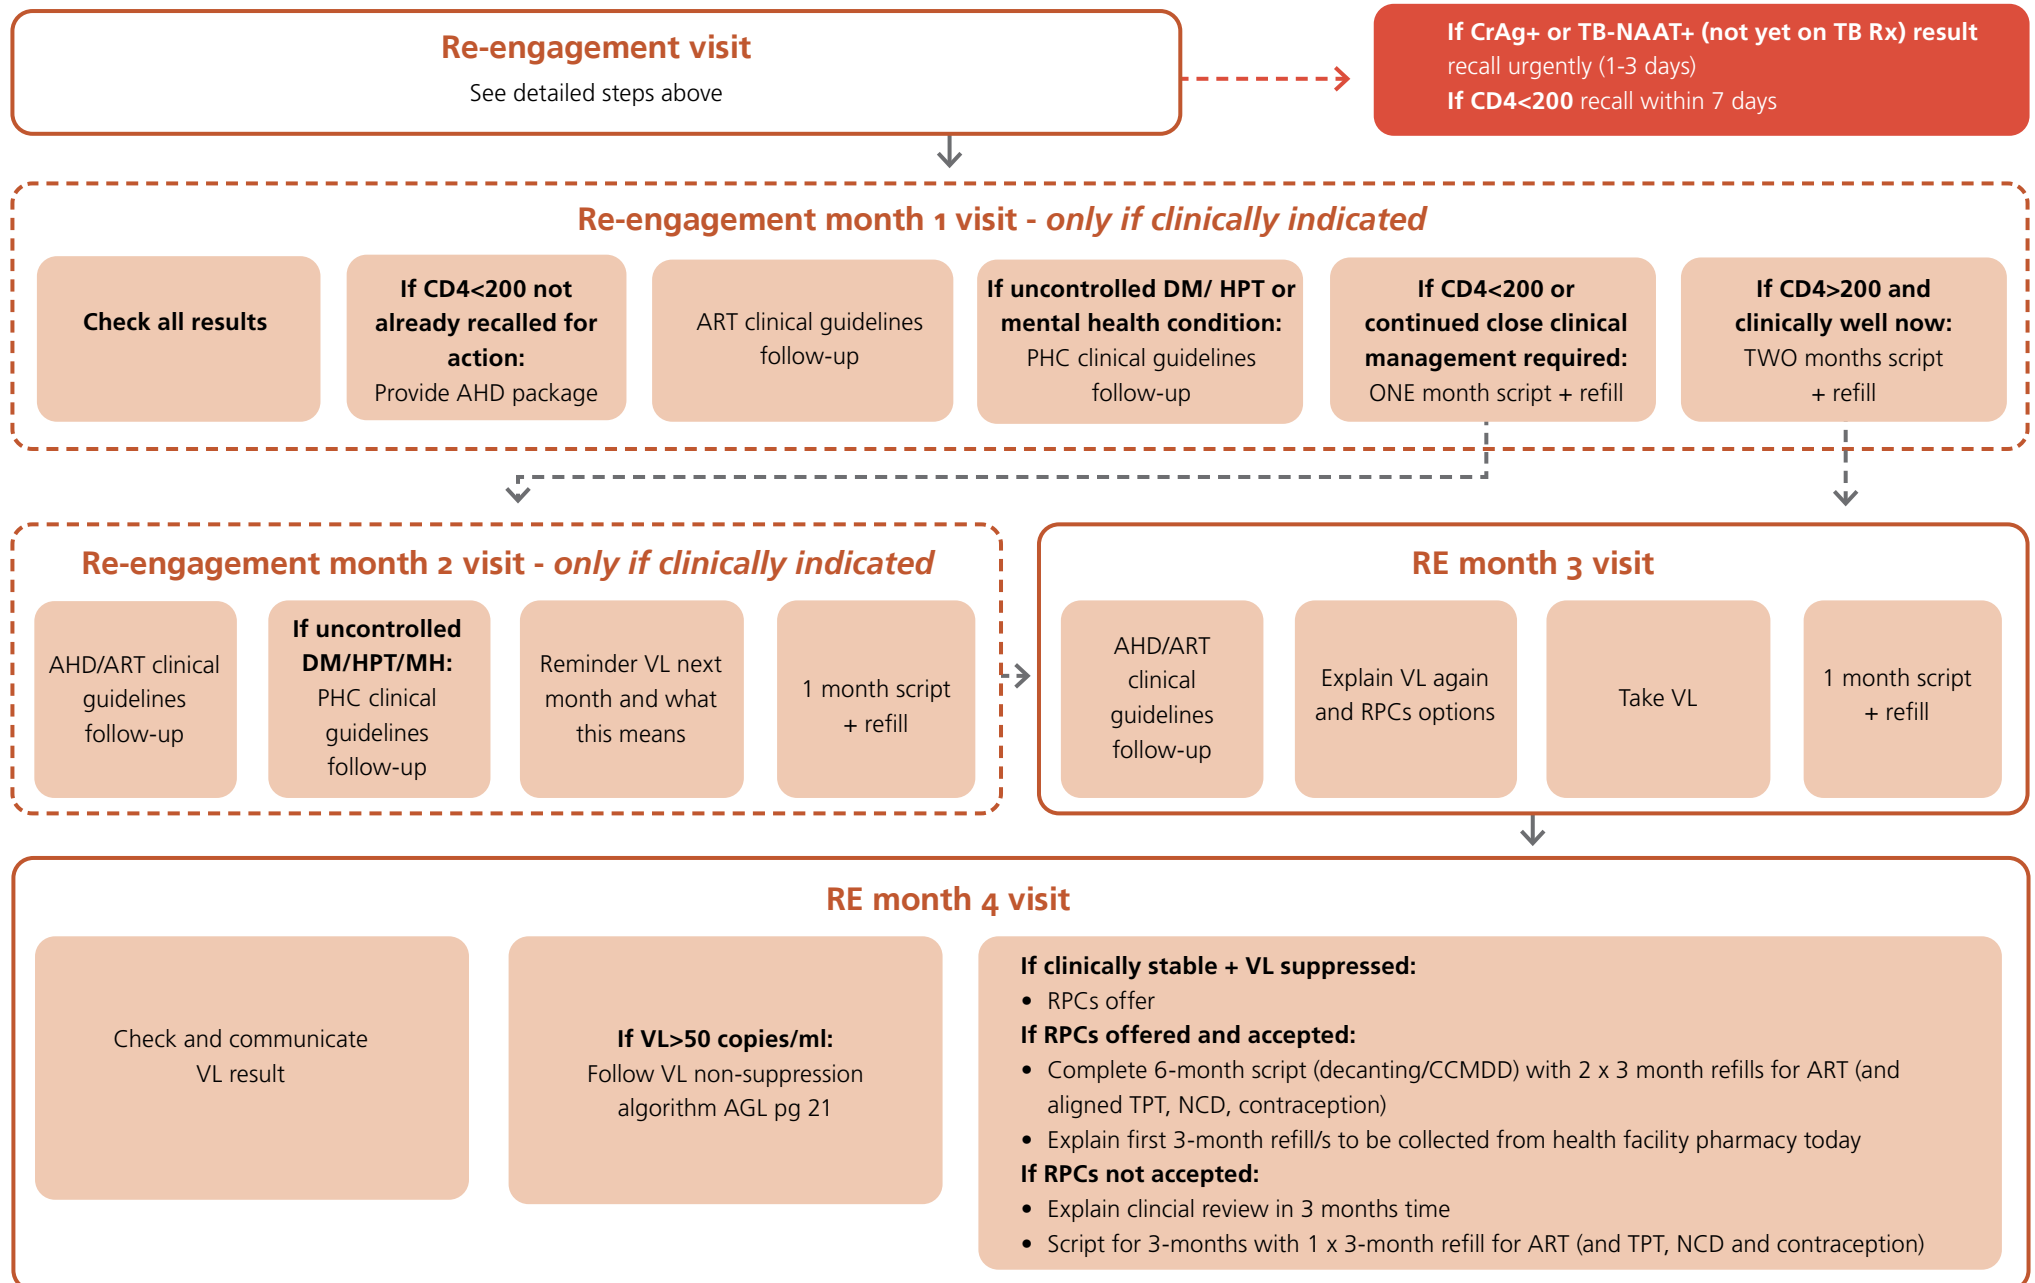 Re-engagement visit
See detailed steps above
If CrAg+ or TB-NAAT+ (not yet on TB Rx) result
recall urgently (1-3 days)
If CD4<200 recall within 7 days
Re-engagement month 1 visit - only if clinically indicated
Check all results
If CD4<200 not
already recalled for
action:
Provide AHD package
ART clinical guidelines
follow-up
If uncontrolled DM/ HPT or
mental health condition:
PHC clinical guidelines
follow-up
If CD4<200 or
continued close clinical
management required:
ONE month script + refill
If CD4>200 and
clinically well now:
TWO months script
+ refill
Re-engagement month 2 visit - only if clinically indicated
AHD/ART clinical
guidelines
follow-up
If uncontrolled
DM/HPT/MH:
PHC clinical
guidelines
follow-up
Reminder VL next
month and what
this means
1 month script
+ refill
RE month 3 visit
AHD/ART
clinical
guidelines
follow-up
Explain VL again
and RPCs options
Take VL
1 month script
+ refill
RE month 4 visit
Check and communicate
VL result
If VL>50 copies/ml:
Follow VL non-suppression
algorithm AGL pg 21
If clinically stable + VL suppressed:
• RPCs offer
If RPCs offered and accepted:
• Complete 6-month script (decanting/CCMDD) with 2 x 3 month refills for ART (and
aligned TPT, NCD, contraception)
• Explain first 3-month refill/s to be collected from health facility pharmacy today
If RPCs not accepted:
• Explain clincial review in 3 months time
• Script for 3-months with 1 x 3-month refill for ART (and TPT, NCD and contraception)